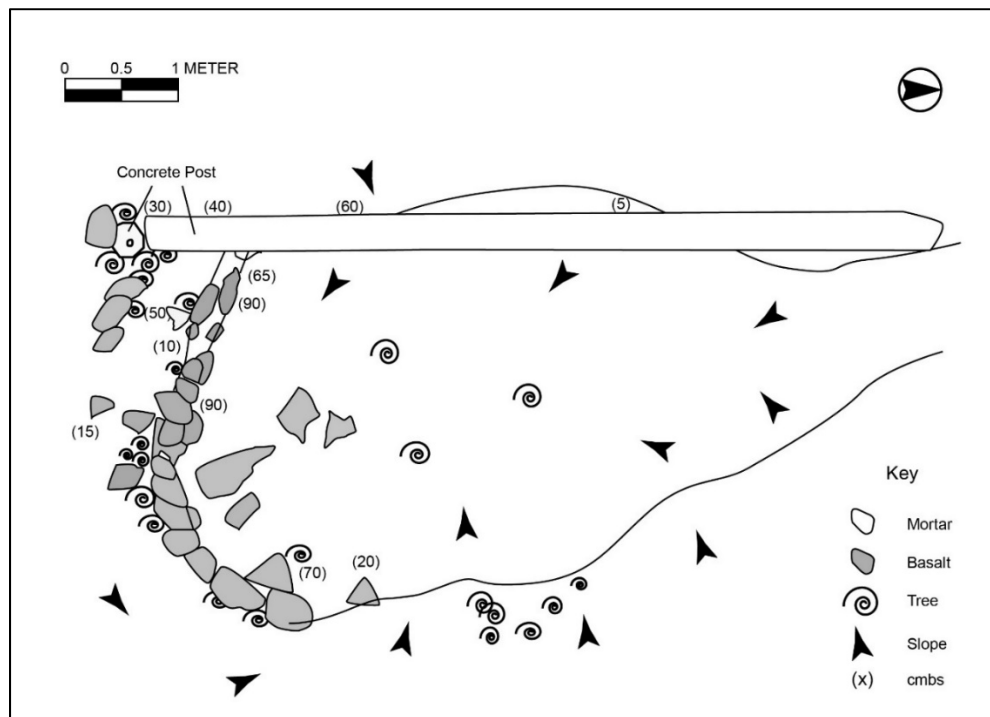 0 0.5 1 METER
Concrete Post
(30) (40) (60) (5)
(65)
(90)
(50)
(10)
(90)
(15)
(20)
(70)
Key
Mortar
Basalt
Tree
Slope
(x) cmbs